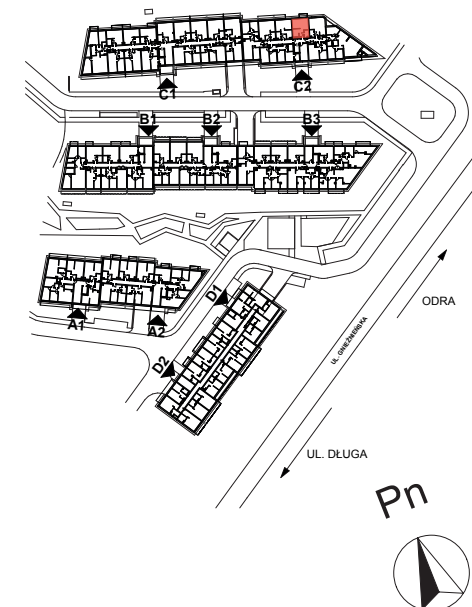 C1
C2
B1
B2
B3
A1
A2
D1
D2
UL. GNIEŹNIEŃSKA
ODRA
UL. DŁUGA
Pn